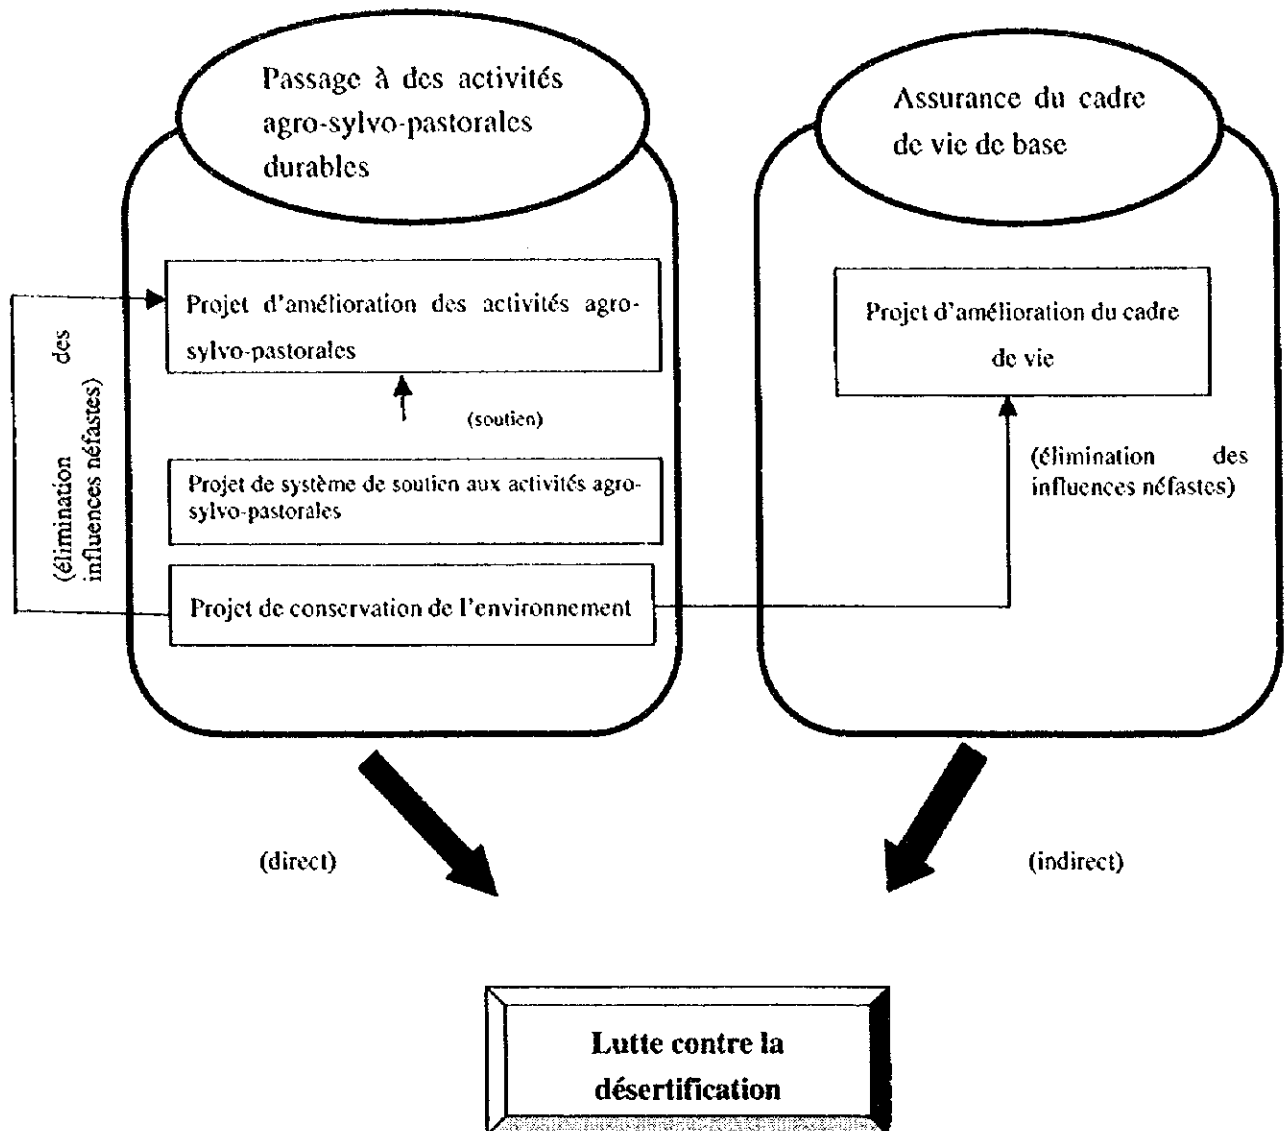 Passage à des activités
agro-sylvo-pastorales
durables
Assurance du cadre
de vie de base
Projet d'amélioration des activités agro-
sylvo-pastorales
Projet d'amélioration du cadre
de vie
(élimination des
influences néfastes)
(soutien)
(élimination des
influences néfastes)
Projet de système de soutien aux activités agro-
sylvo-pastorales
Projet de conservation de l'environnement
(direct)
(indirect)
Lutte contre la
désertification